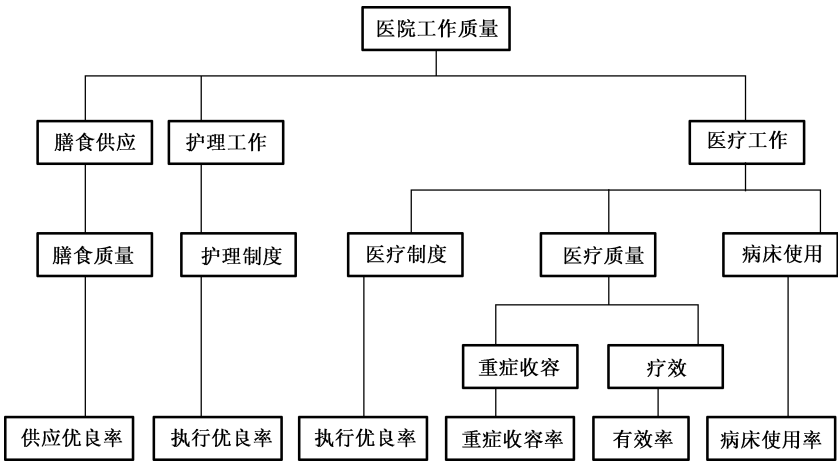 医院工作质量
膳食供应
护理工作
医疗工作
膳食质量
护理制度
医疗制度
医疗质量
病床使用
重症收容
疗效
供应优良率
执行优良率
执行优良率
重症收容率
有效率
病床使用率